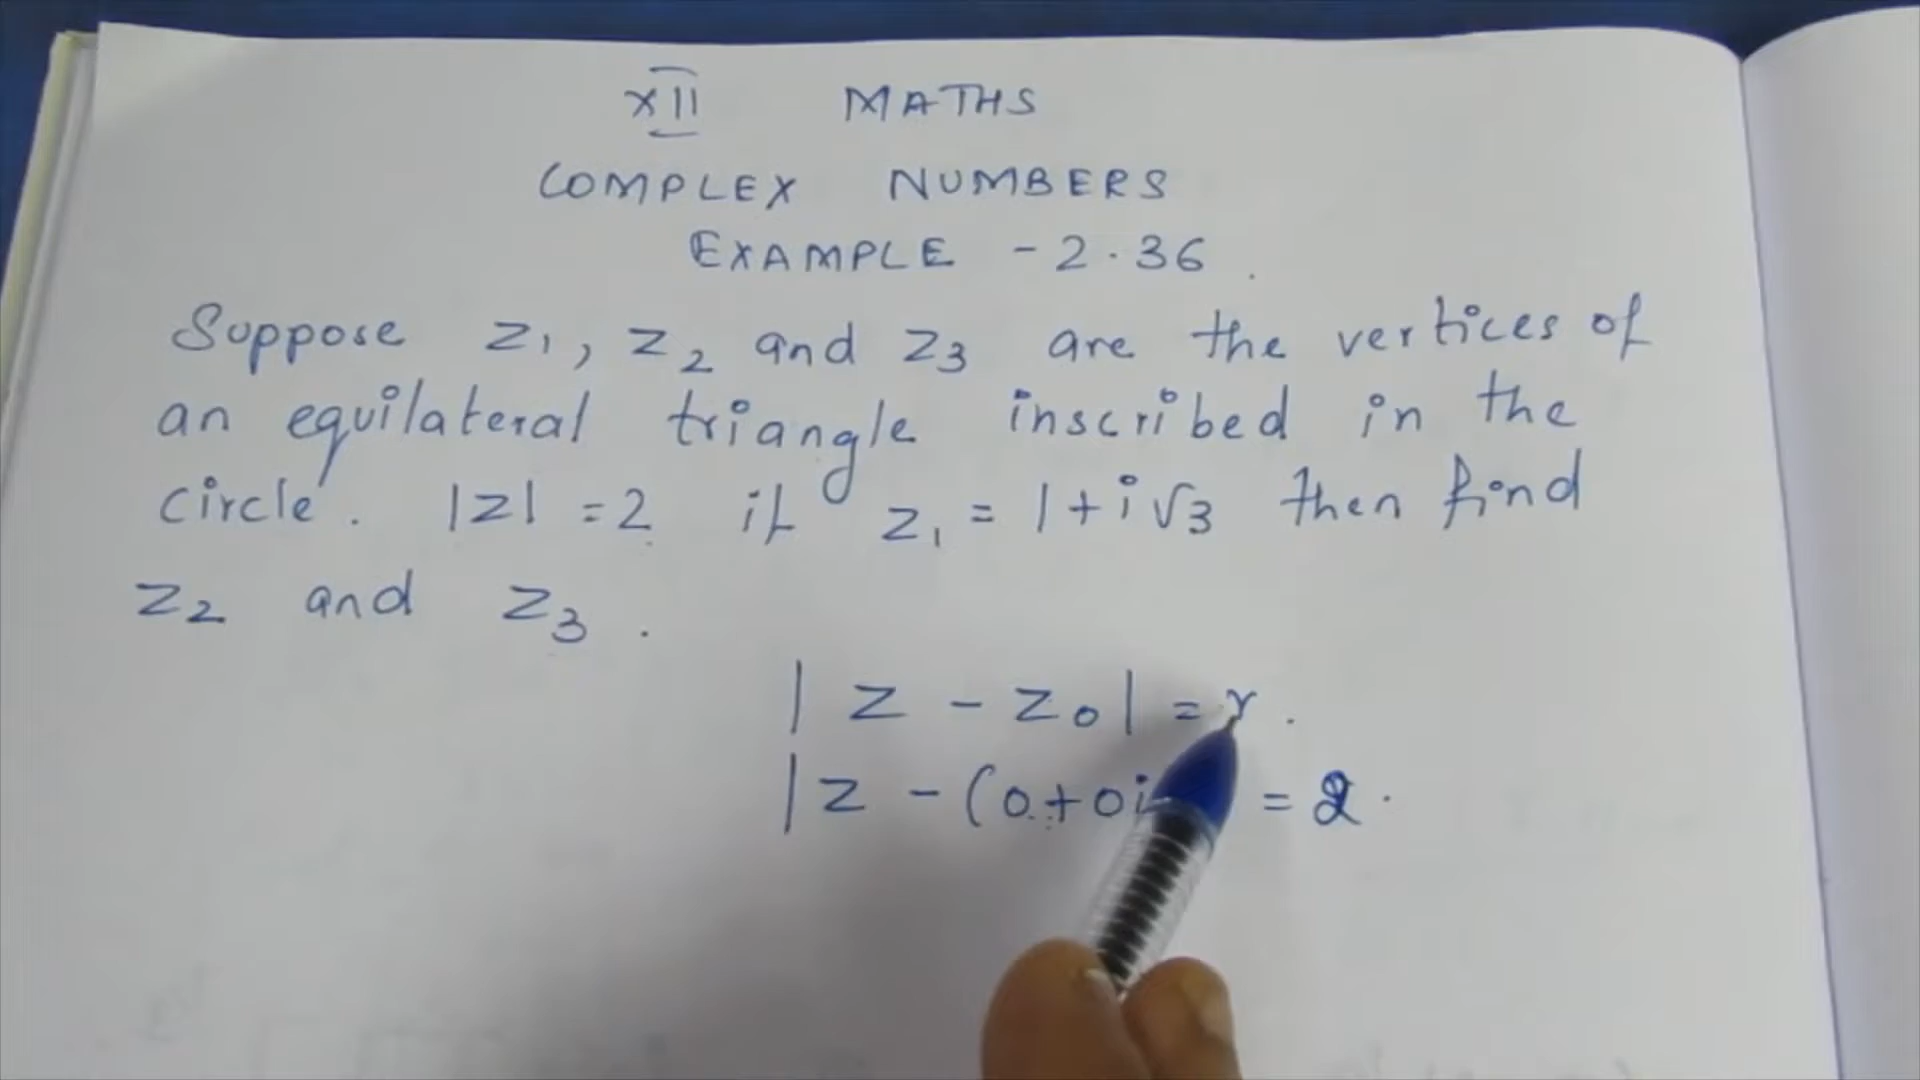 XII MATHS
COMPLEX NUMBERS
EXAMPLE - 2.36
Suppose z₁, z₂ and z₃ are the vertices of
an equilateral triangle inscribed in the
circle. |z| = 2 if z₁ = 1+i√3 then find
z₂ and z₃.
|z - z₀| = r.
|z - (0+0i = 2.